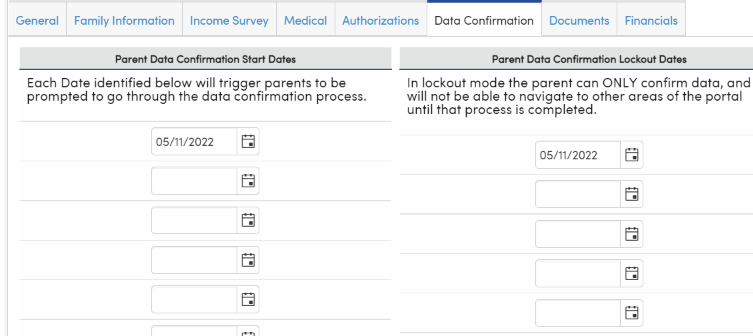 General Family Information Income Survey Medical Authorizations Data Confirmation Documents Financials
Parent Data Confirmation Start Dates
Each Date identified below will trigger parents to be
prompted to go through the data confirmation process.
05/11/2022
Parent Data Confirmation Lockout Dates
In lockout mode the parent can ONLY confirm data, and
will not be able to navigate to other areas of the portal
until that process is completed.
05/11/2022